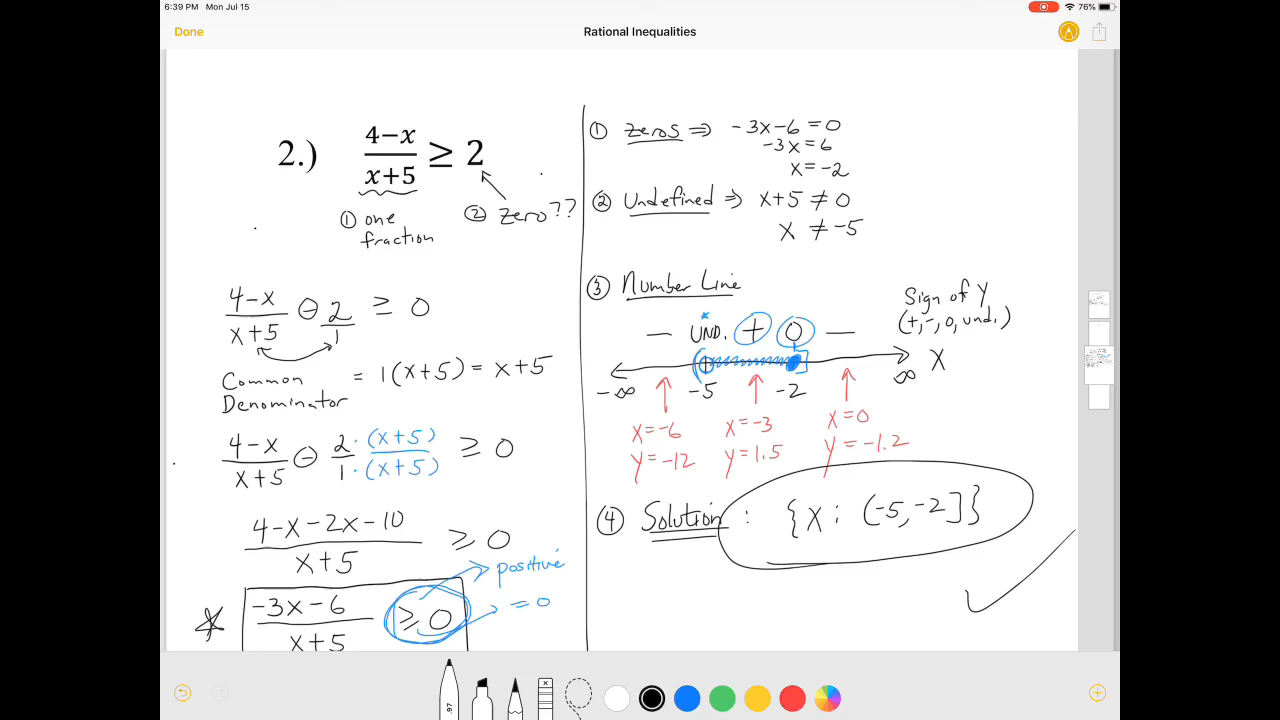 6:39 PM Mon Jul 15
76%
Done
Rational Inequalities
2.) (4−x)/(x+5) ≥ 2
① one fraction
② zero??
(4−x)/(x+5) ⊖ 2/1 ≥ 0
Common Denominator = 1(x+5) = x+5
(4−x)/(x+5) ⊖ 2/1 · (x+5)/(x+5) ≥ 0
(4−x−2x−10)/(x+5) ≥ 0
positive
= 0
(−3x−6)/(x+5) ≥ 0
① Zeros ⇒ −3x−6 = 0
−3x = 6
x = −2
② Undefined ⇒ x+5 ≠ 0
x ≠ −5
③ Number Line
Sign of Y
(+, −, 0, und.)
— UND. + 0 —
−∞ −5 −2 ∞ X
x=−6 x=−3 x=0
y=−12 y=1.5 y=−1.2
④ Solution : {x : (−5, −2]}
.97